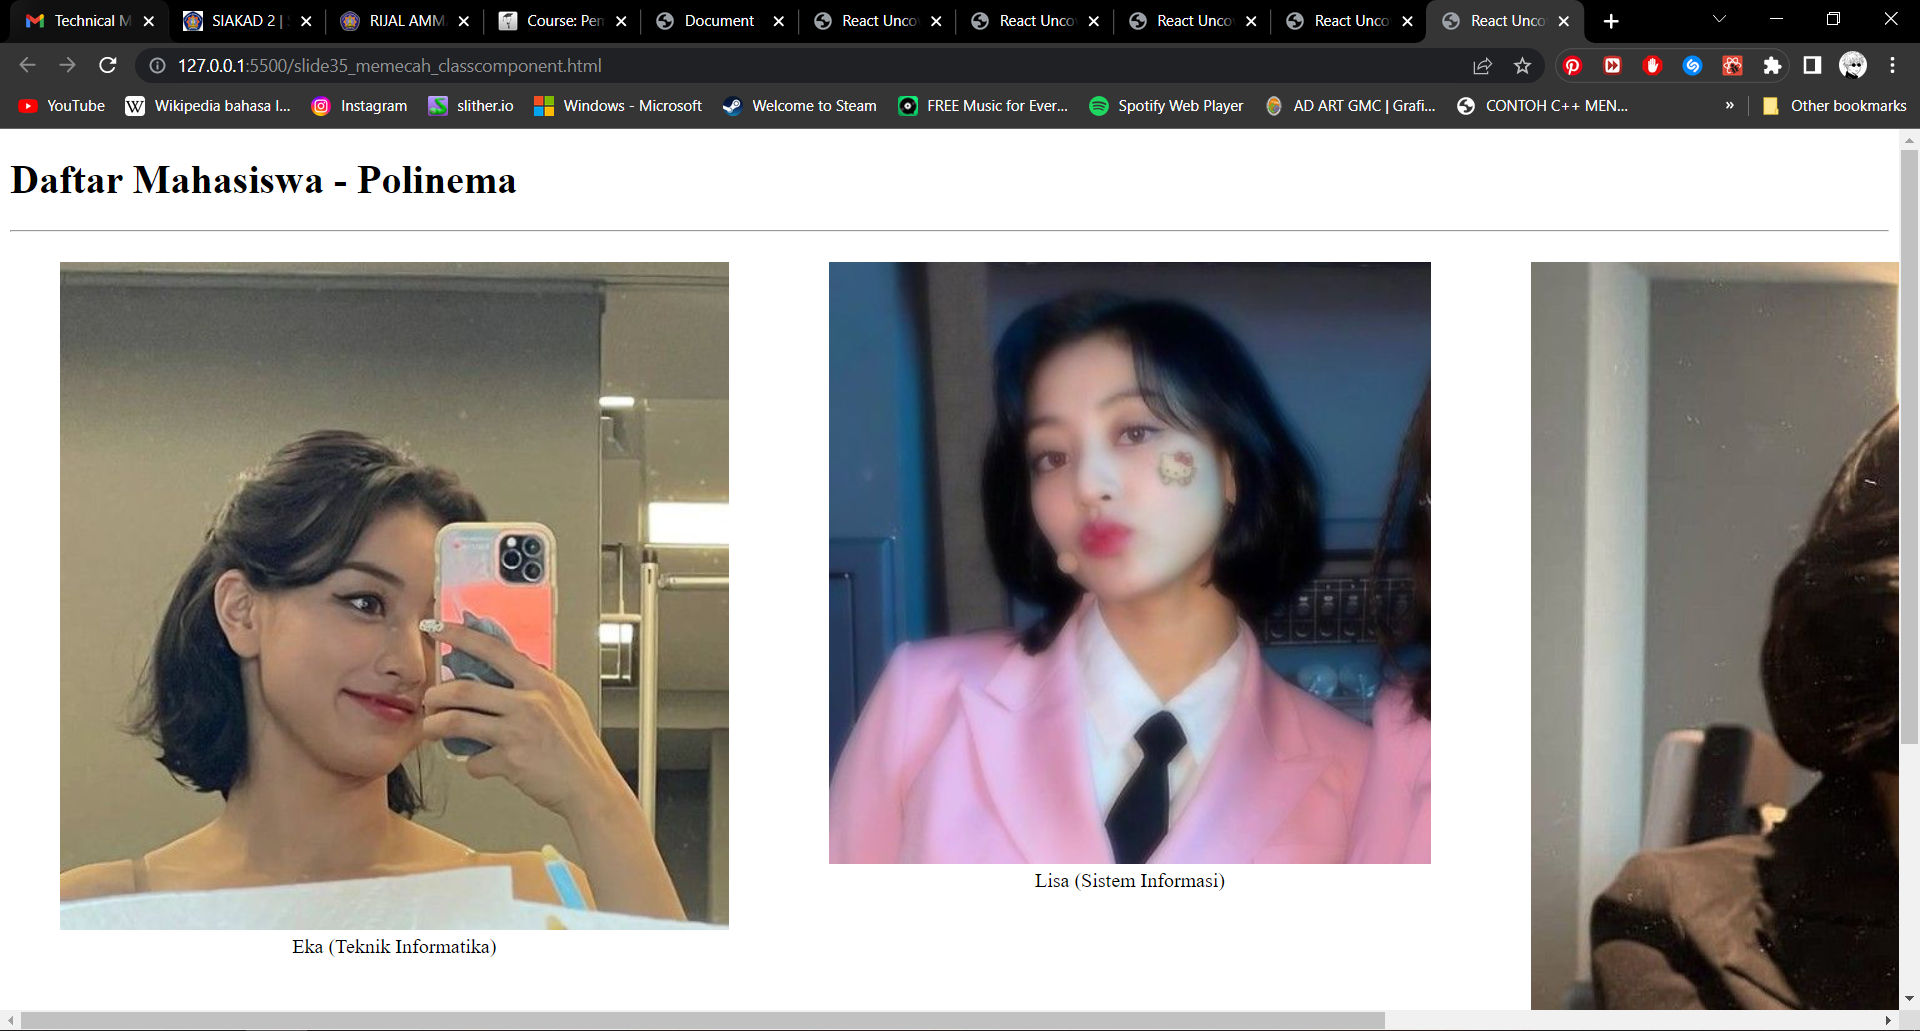 Technical M
SIAKAD 2 |
RIJAL AMM
Course: Pem
Document
React Unco
React Unco
React Unco
React Unco
React Unco
127.0.0.1:5500/slide35_memecah_classcomponent.html
YouTube
Wikipedia bahasa I...
Instagram
slither.io
Windows - Microsoft
Welcome to Steam
FREE Music for Ever...
Spotify Web Player
AD ART GMC | Grafi...
CONTOH C++ MEN...
»
Other bookmarks
Daftar Mahasiswa - Polinema
Lisa (Sistem Informasi)
Eka (Teknik Informatika)